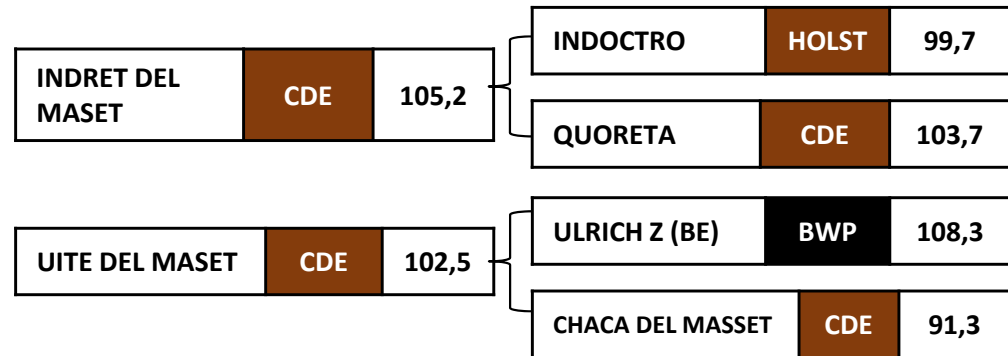 INDOCTRO HOLST 99,7
INDRET DEL
MASET
CDE 105,2
QUORETA CDE 103,7
ULRICH Z (BE) BWP 108,3
UITE DEL MASET CDE 102,5
CHACA DEL MASSET CDE 91,3